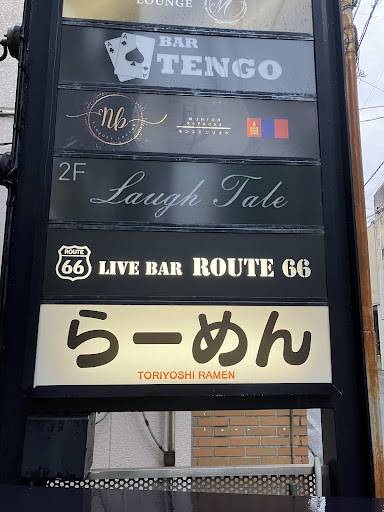 LOUNGE
M
BAR
TENGO
Nb
2F
Laugh Tale
ROUTE
66
LIVE BAR ROUTE 66
らーめん
TORIYOSHI RAMEN